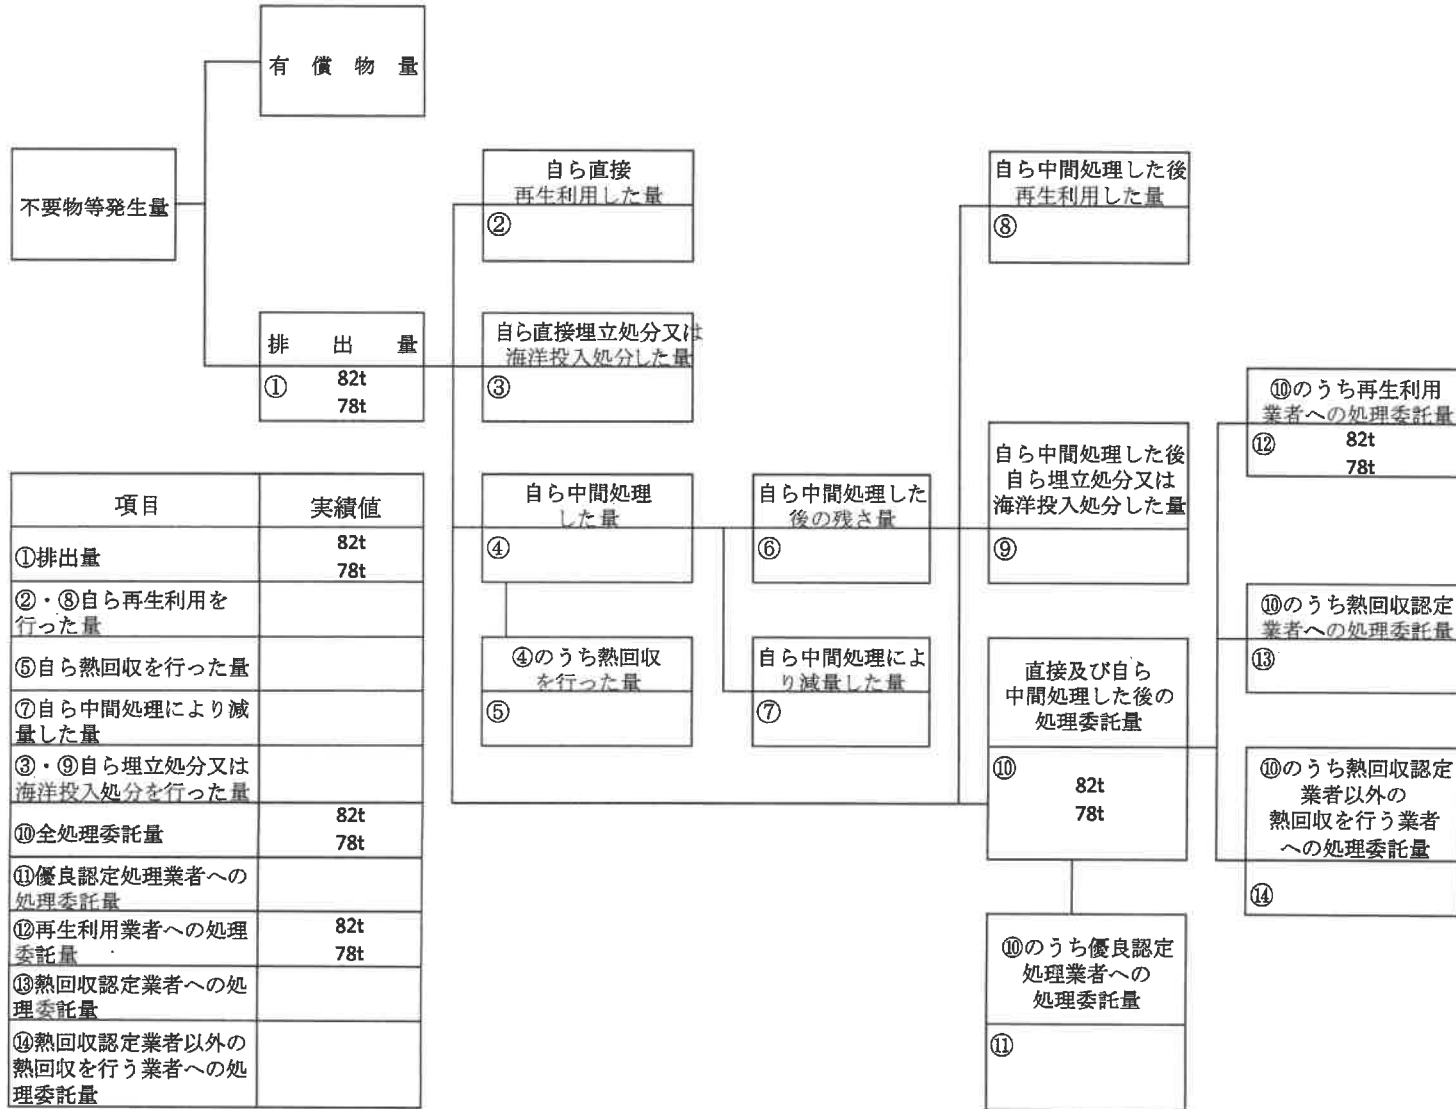 有償物量
不要物等発生量
排出量
①
82t
78t
自ら直接
再生利用した量
②
自ら直接埋立処分又は
海洋投入処分した量
③
自ら中間処理
した量
④
④のうち熱回収
を行った量
⑤
自ら中間処理した
後の残さ量
⑥
自ら中間処理によ
り減量した量
⑦
自ら中間処理した後
再生利用した量
⑧
自ら中間処理した後
自ら埋立処分又は
海洋投入処分した量
⑨
直接及び自ら
中間処理した後の
処理委託量
⑩
82t
78t
⑩のうち優良認定
処理業者への
処理委託量
⑪
⑩のうち再生利用
業者への処理委託量
⑫
82t
78t
⑩のうち熱回収認定
業者への処理委託量
⑬
⑩のうち熱回収認定
業者以外の
熱回収を行う業者
への処理委託量
⑭
項目 実績値
①排出量
82t
78t
②・⑧自ら再生利用を
行った量
⑤自ら熱回収を行った量
⑦自ら中間処理により減
量した量
③・⑨自ら埋立処分又は
海洋投入処分を行った量
⑩全処理委託量
82t
78t
⑪優良認定処理業者への
処理委託量
⑫再生利用業者への処理
委託量
82t
78t
⑬熱回収認定業者への処
理委託量
⑭熱回収認定業者以外の
熱回収を行う業者への処
理委託量